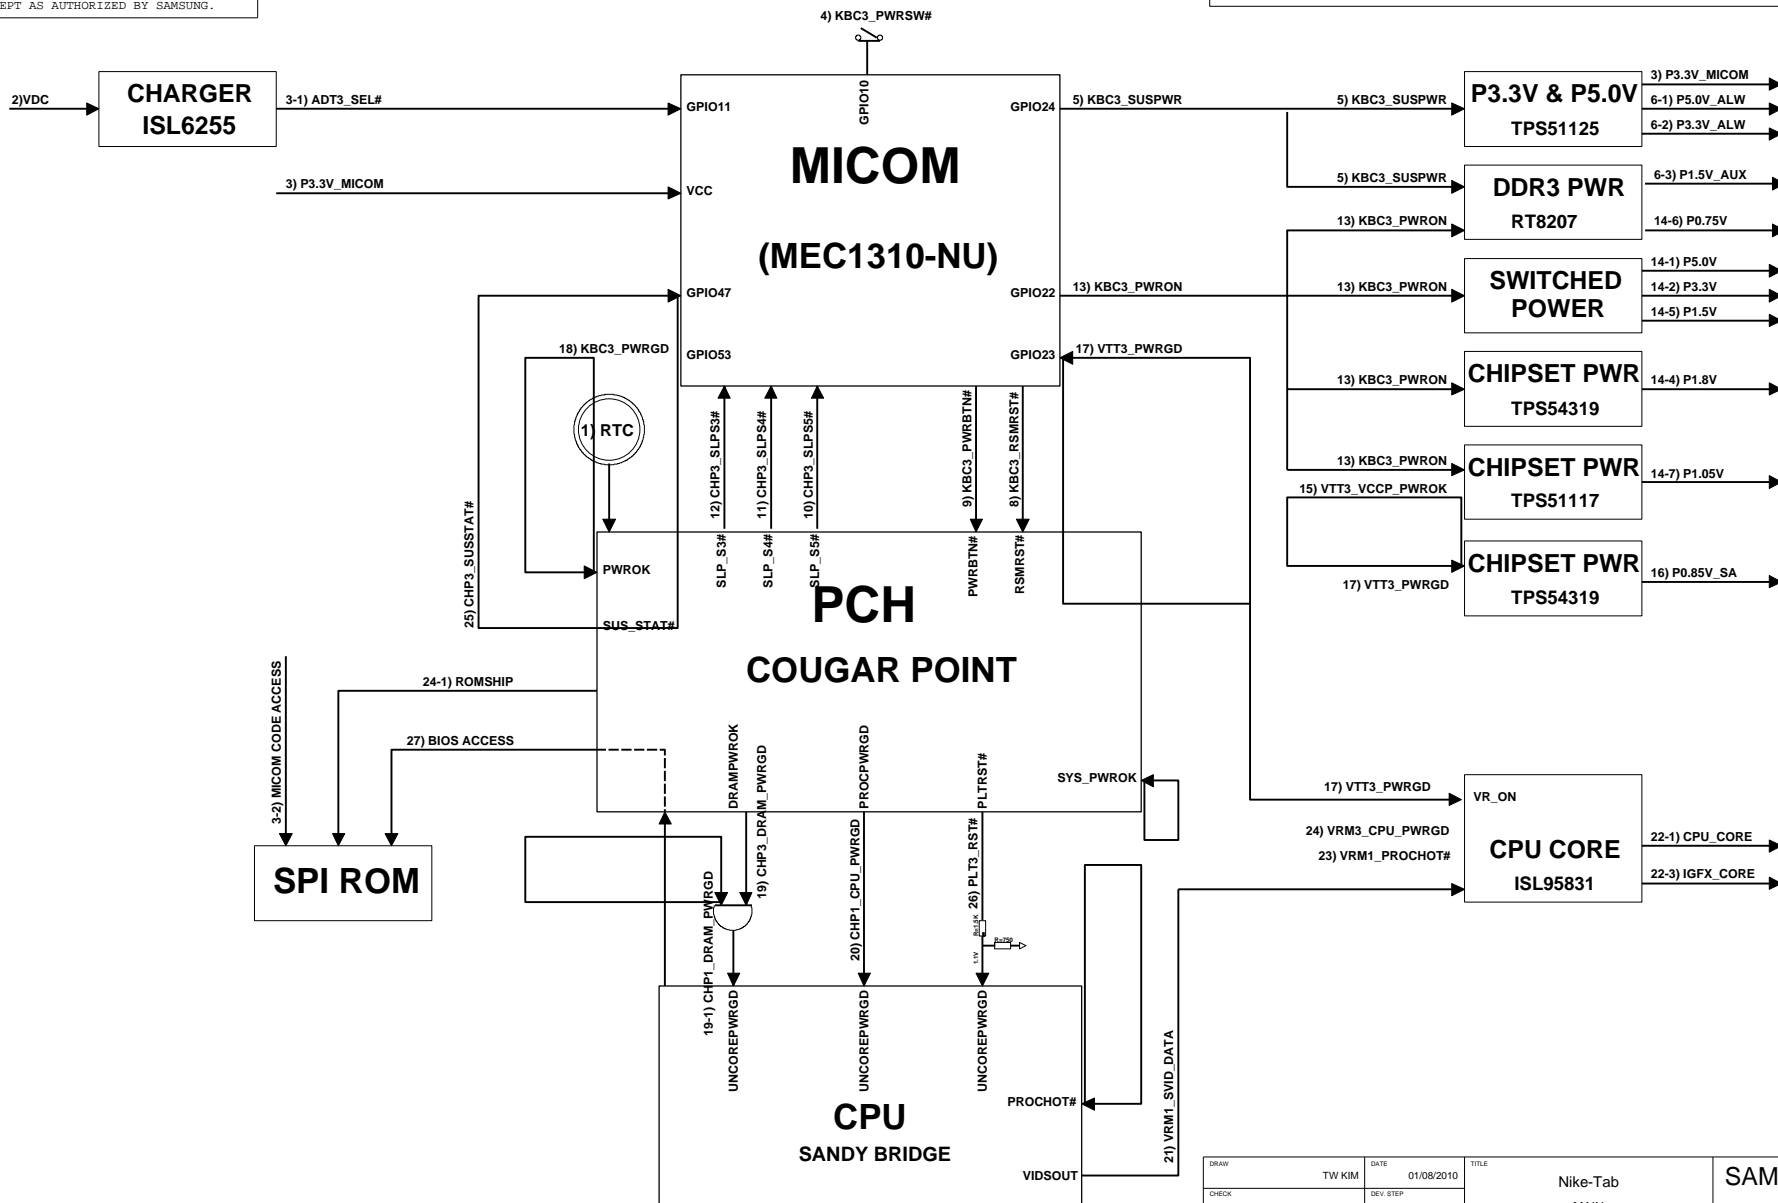 EPT AS AUTHORIZED BY SAMSUNG.
4) KBC3_PWRSW#
2)VDC
CHARGER
ISL6255
3-1) ADT3_SEL#
GPIO11
GPIO10
GPIO24
5) KBC3_SUSPWR
5) KBC3_SUSPWR
P3.3V & P5.0V
TPS51125
3) P3.3V_MICOM
6-1) P5.0V_ALW
6-2) P3.3V_ALW
MICOM
(MEC1310-NU)
3) P3.3V_MICOM
VCC
5) KBC3_SUSPWR
DDR3 PWR
RT8207
6-3) P1.5V_AUX
13) KBC3_PWRON
14-6) P0.75V
GPIO47
GPIO22
13) KBC3_PWRON
13) KBC3_PWRON
SWITCHED
POWER
14-1) P5.0V
14-2) P3.3V
14-5) P1.5V
18) KBC3_PWRGD
GPIO53
GPIO23
17) VTT3_PWRGD
13) KBC3_PWRON
CHIPSET PWR
TPS54319
14-4) P1.8V
1) RTC
12) CHP3_SLPS3#
11) CHP3_SLPS4#
10) CHP3_SLPS5#
9) KBC3_PWRBTN#
8) KBC3_RSMRST#
13) KBC3_PWRON
CHIPSET PWR
TPS51117
14-7) P1.05V
15) VTT3_VCCP_PWROK
25) CHP3_SUSSTAT#
PWROK
SLP_S3#
SLP_S4#
SLP_S5#
PWRBTN#
RSMRST#
17) VTT3_PWRGD
CHIPSET PWR
TPS54319
16) P0.85V_SA
SUS_STAT#
PCH
COUGAR POINT
3-2) MICOM CODE ACCESS
24-1) ROMSHIP
27) BIOS ACCESS
DRAMPWROK
19) CHP3_DRAM_PWRGD
PROCPWRGD
PLTRST#
SYS_PWROK
17) VTT3_PWRGD
VR_ON
24) VRM3_CPU_PWRGD
23) VRM1_PROCHOT#
CPU CORE
ISL95831
22-1) CPU_CORE
22-3) IGFX_CORE
SPI ROM
19-1) CHP1_DRAM_PWRGD
20) CHP1_CPU_PWRGD
26) PLT3_RST#
R=1.5K
R=750
1.1V
UNCOREPWRGD
UNCOREPWRGD
UNCOREPWRGD
PROCHOT#
21) VRM1_SVID_DATA
CPU
SANDY BRIDGE
VIDSOUT
DRAW
TW KIM
DATE
01/08/2010
TITLE
Nike-Tab
SAM
CHECK
DEV. STEP